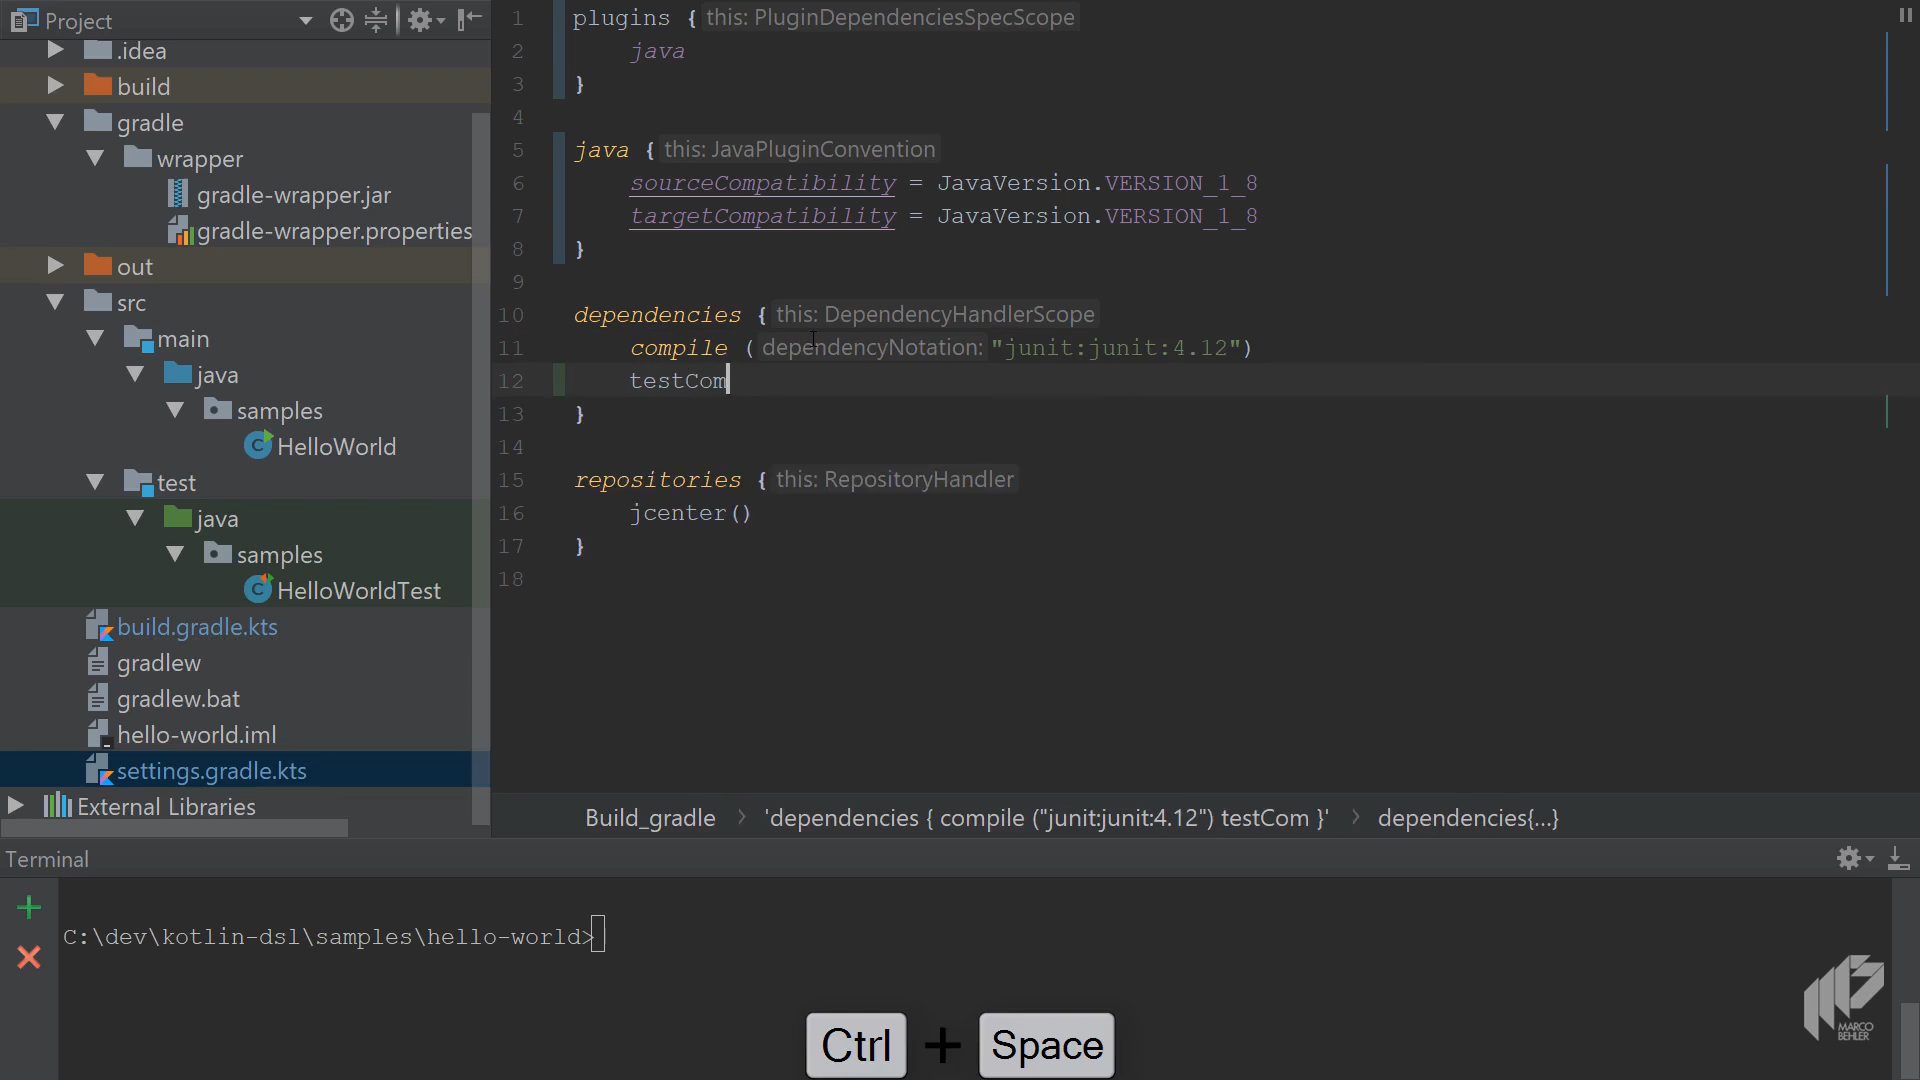 Project
.idea
build
gradle
wrapper
gradle-wrapper.jar
gradle-wrapper.properties
out
src
main
java
samples
HelloWorld
test
java
samples
HelloWorldTest
build.gradle.kts
gradlew
gradlew.bat
hello-world.iml
settings.gradle.kts
External Libraries
1 plugins { this: PluginDependenciesSpecScope
2 java
3 }
4
5 java { this: JavaPluginConvention
6 sourceCompatibility = JavaVersion.VERSION_1_8
7 targetCompatibility = JavaVersion.VERSION_1_8
8 }
9
10 dependencies { this: DependencyHandlerScope
11 compile ( dependencyNotation: "junit:junit:4.12")
12 testCom
13 }
14
15 repositories { this: RepositoryHandler
16 jcenter()
17 }
18
Build_gradle > 'dependencies { compile ("junit:junit:4.12") testCom }' > dependencies{...}
Terminal
C:\dev\kotlin-dsl\samples\hello-world>
Ctrl + Space
MARCO
BEHLER